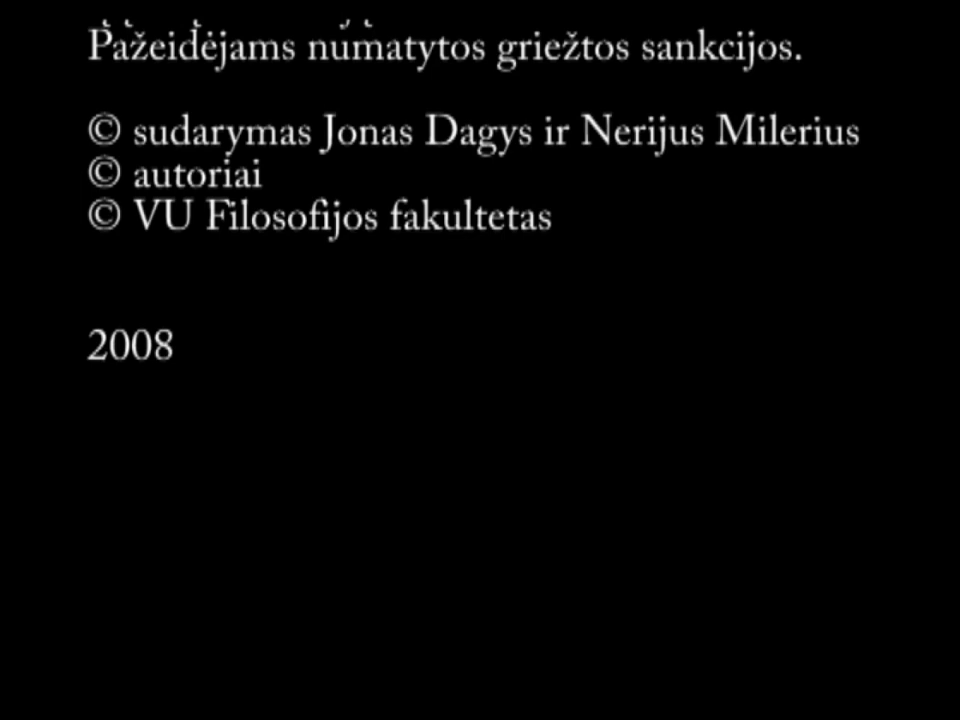 Pažeidėjams numatytos griežtos sankcijos.
© sudarymas Jonas Dagys ir Nerijus Milerius
© autoriai
© VU Filosofijos fakultetas
2008